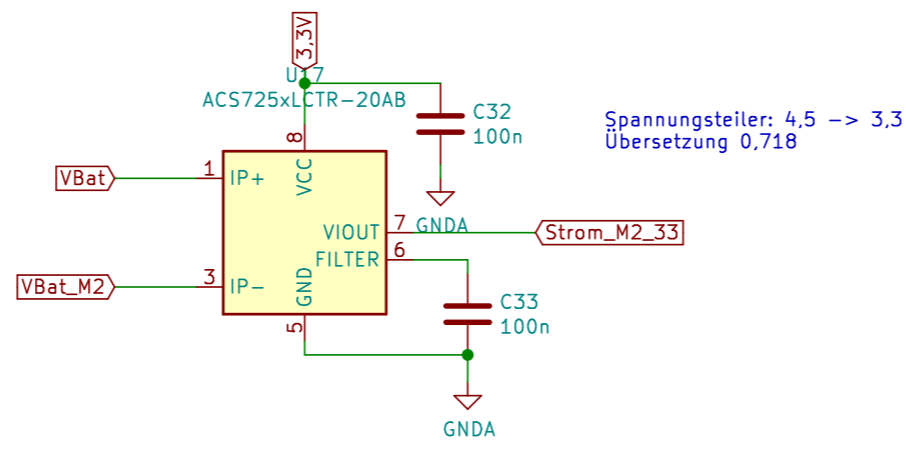 3,3V
U17
ACS725xLCTR-20AB
C32
100n
Spannungsteiler: 4,5 -> 3,3
Übersetzung 0,718
8
VCC
VBat
1
IP+
GNDA
VIOUT
7
Strom_M2_33
FILTER
6
VBat_M2
3
IP-
GND
5
C33
100n
GNDA